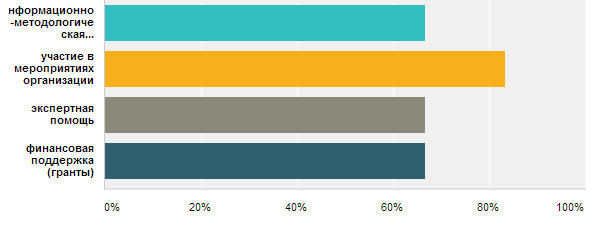 нформационно
-методологиче
ская...
участие в
мероприятиях
организации
экспертная
помощь
финансовая
поддержка
(гранты)
0% 20% 40% 60% 80% 100%